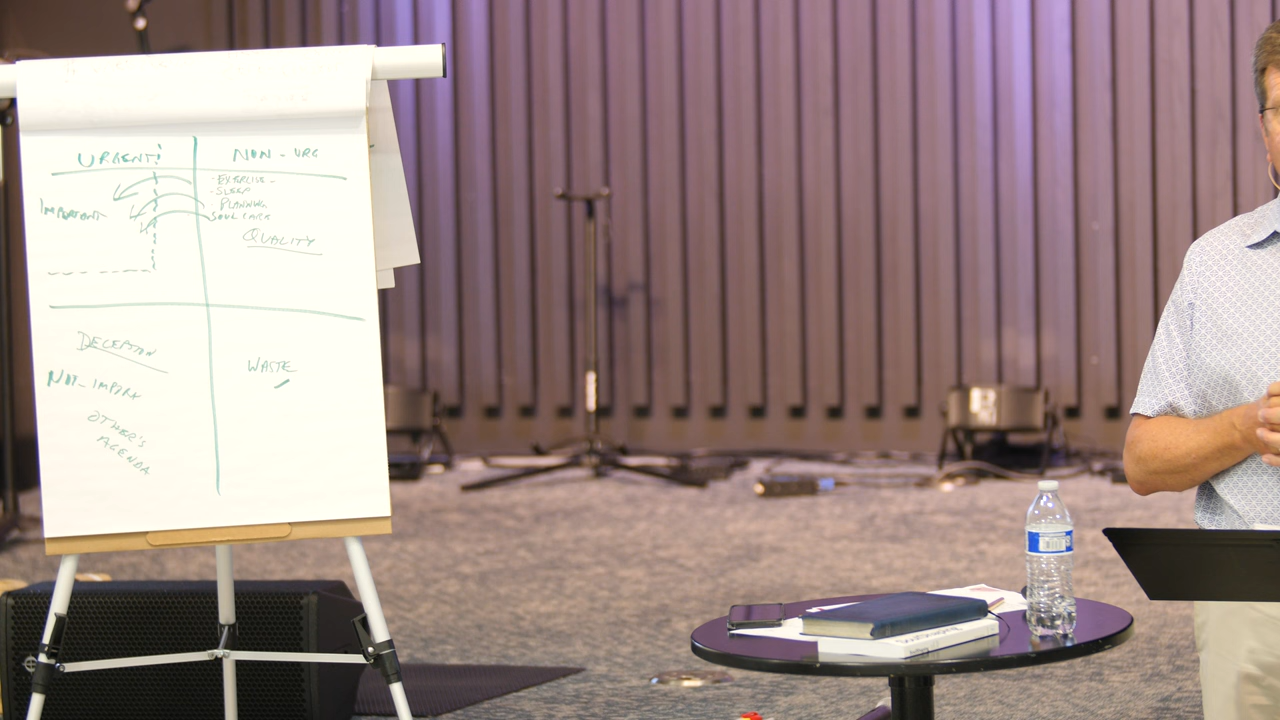 URGENT
NON-URG
IMPORTANT
- EXERCISE -
- SLEEP
- PLANNING
SOUL CARE
QUALITY
DECEPTION
NOT-IMPORT
OTHER'S
AGENDA
WASTE